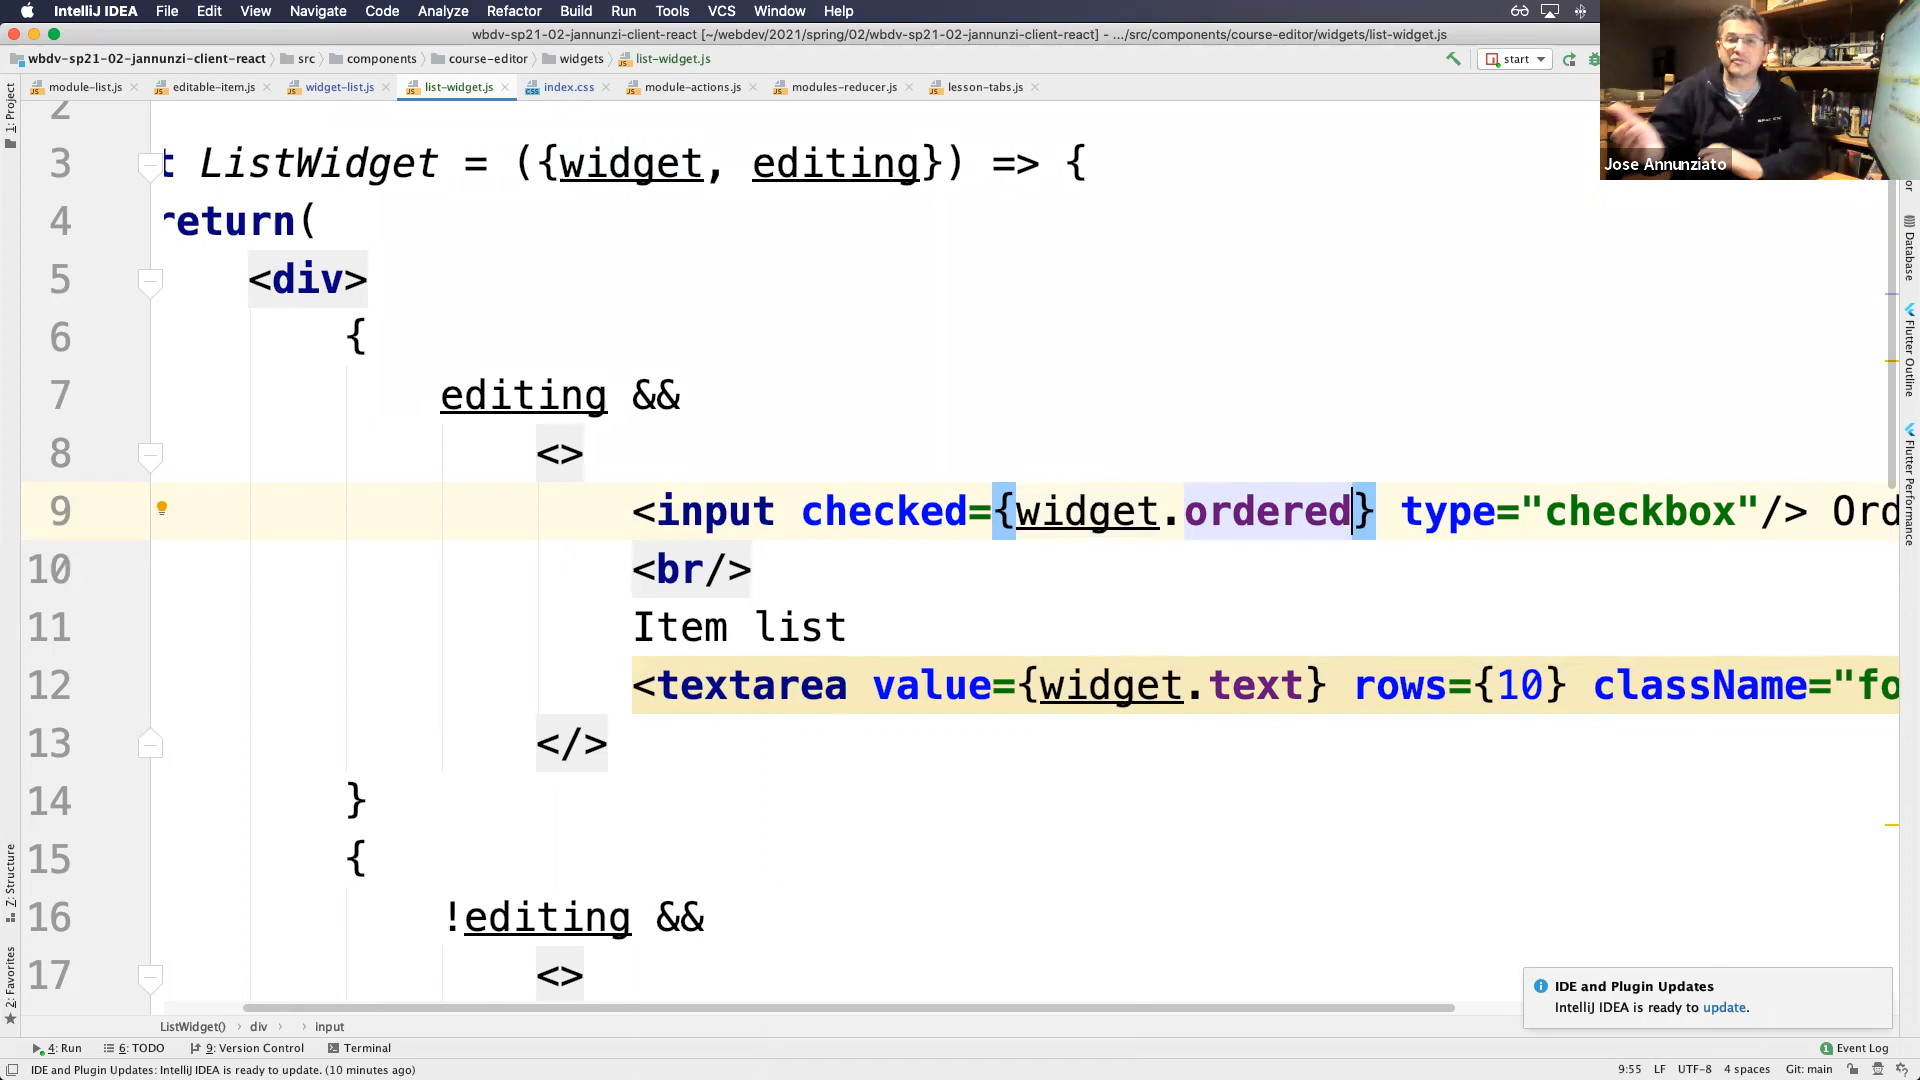 IntelliJ IDEA File Edit View Navigate Code Analyze Refactor Build Run Tools VCS Window Help
wbdv-sp21-02-jannunzi-client-react [~/webdev/2021/spring/02/wbdv-sp21-02-jannunzi-client-react] - .../src/components/course-editor/widgets/list-widget.js
wbdv-sp21-02-jannunzi-client-react src components course-editor widgets list-widget.js start
module-list.js editable-item.js widget-list.js list-widget.js index.css module-actions.js modules-reducer.js lesson-tabs.js
1: Project
Jose Annunziato
2
3 t ListWidget = ({widget, editing}) => {
4 return(
5 <div>
6 {
7 editing &&
8 <>
9 <input checked={widget.ordered} type="checkbox"/> Ord
10 <br/>
11 Item list
12 <textarea value={widget.text} rows={10} className="fo
13 </>
14 }
15 {
16 !editing &&
17 <>
Database
Flutter Outline
Flutter Performance
Z: Structure
2: Favorites
IDE and Plugin Updates
IntelliJ IDEA is ready to update.
ListWidget() div input
4: Run 6: TODO 9: Version Control Terminal 1 Event Log
IDE and Plugin Updates: IntelliJ IDEA is ready to update. (10 minutes ago) 9:55 LF UTF-8 4 spaces Git: main